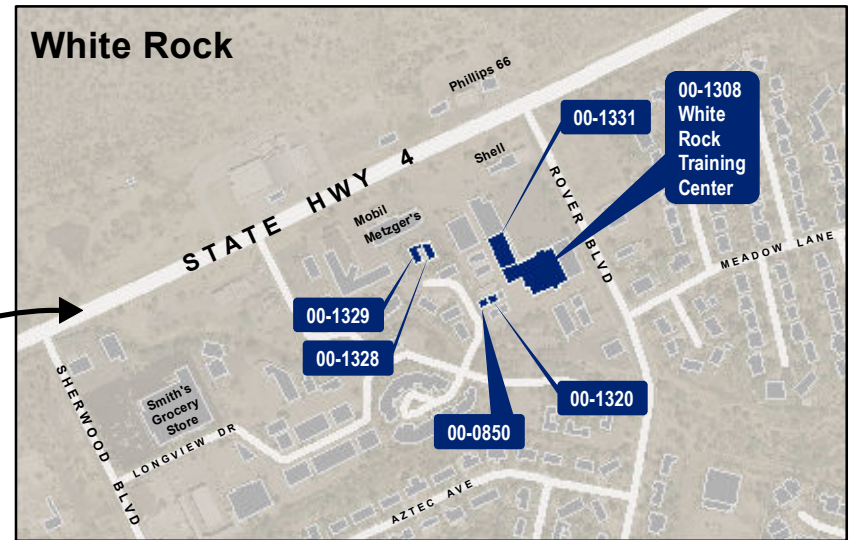 White Rock
Phillips 66
00-1308
White
Rock
Training
Center
00-1331
Shell
STATE HWY 4
ROVER BLVD
Mobil
Metzger's
MEADOW LANE
00-1329
00-1328
00-1320
00-0850
SHERWOOD BLVD
Smith's
Grocery
Store
LONGVIEW DR
AZTEC AVE